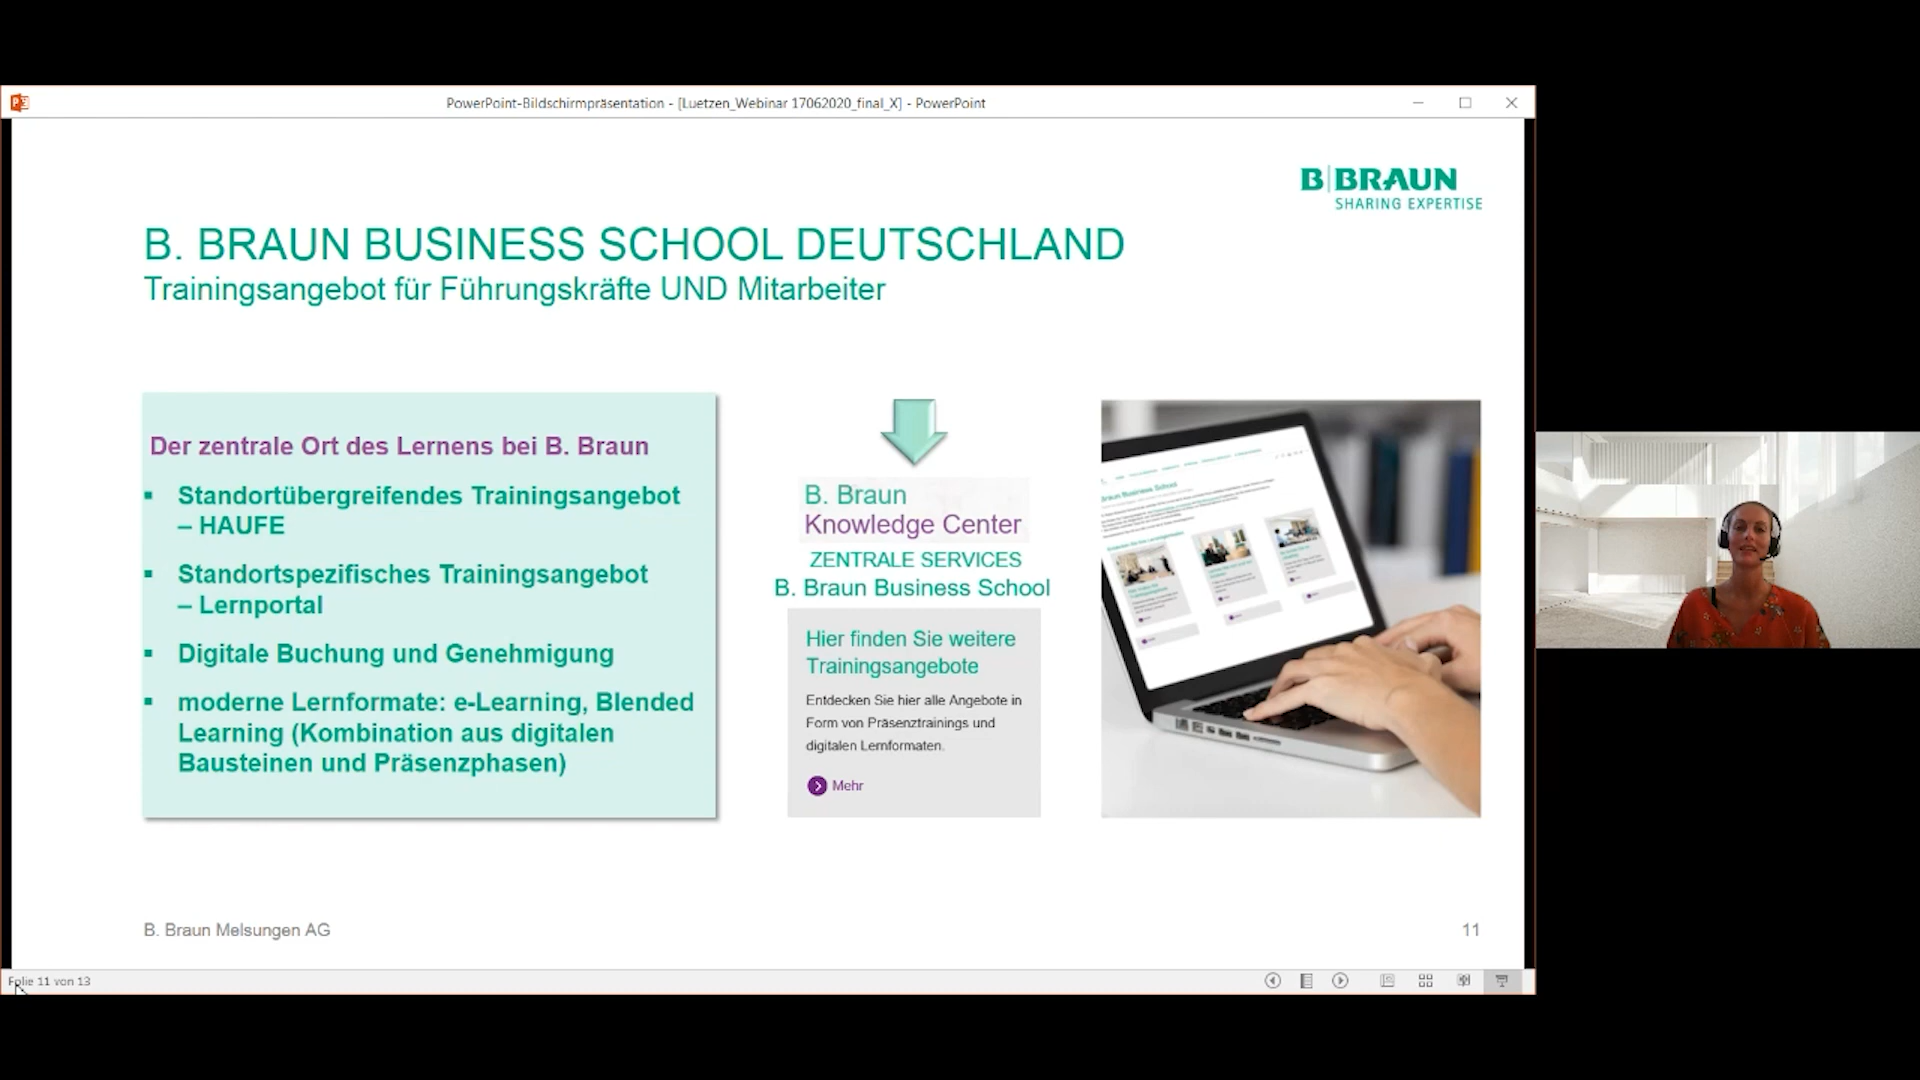 PowerPoint-Bildschirmpräsentation - [Luetzen_Webinar 17062020_final_X] - PowerPoint
B BRAUN
SHARING EXPERTISE
B. BRAUN BUSINESS SCHOOL DEUTSCHLAND
Trainingsangebot für Führungskräfte UND Mitarbeiter
Der zentrale Ort des Lernens bei B. Braun
▪ Standortübergreifendes Trainingsangebot
– HAUFE
▪ Standortspezifisches Trainingsangebot
– Lernportal
▪ Digitale Buchung und Genehmigung
▪ moderne Lernformate: e-Learning, Blended
Learning (Kombination aus digitalen
Bausteinen und Präsenzphasen)
B. Braun
Knowledge Center
ZENTRALE SERVICES
B. Braun Business School
Hier finden Sie weitere
Trainingsangebote
Entdecken Sie hier alle Angebote in
Form von Präsenztrainings und
digitalen Lernformaten.
Mehr
Braun Business School
B. Braun Melsungen AG
11
Folie 11 von 13